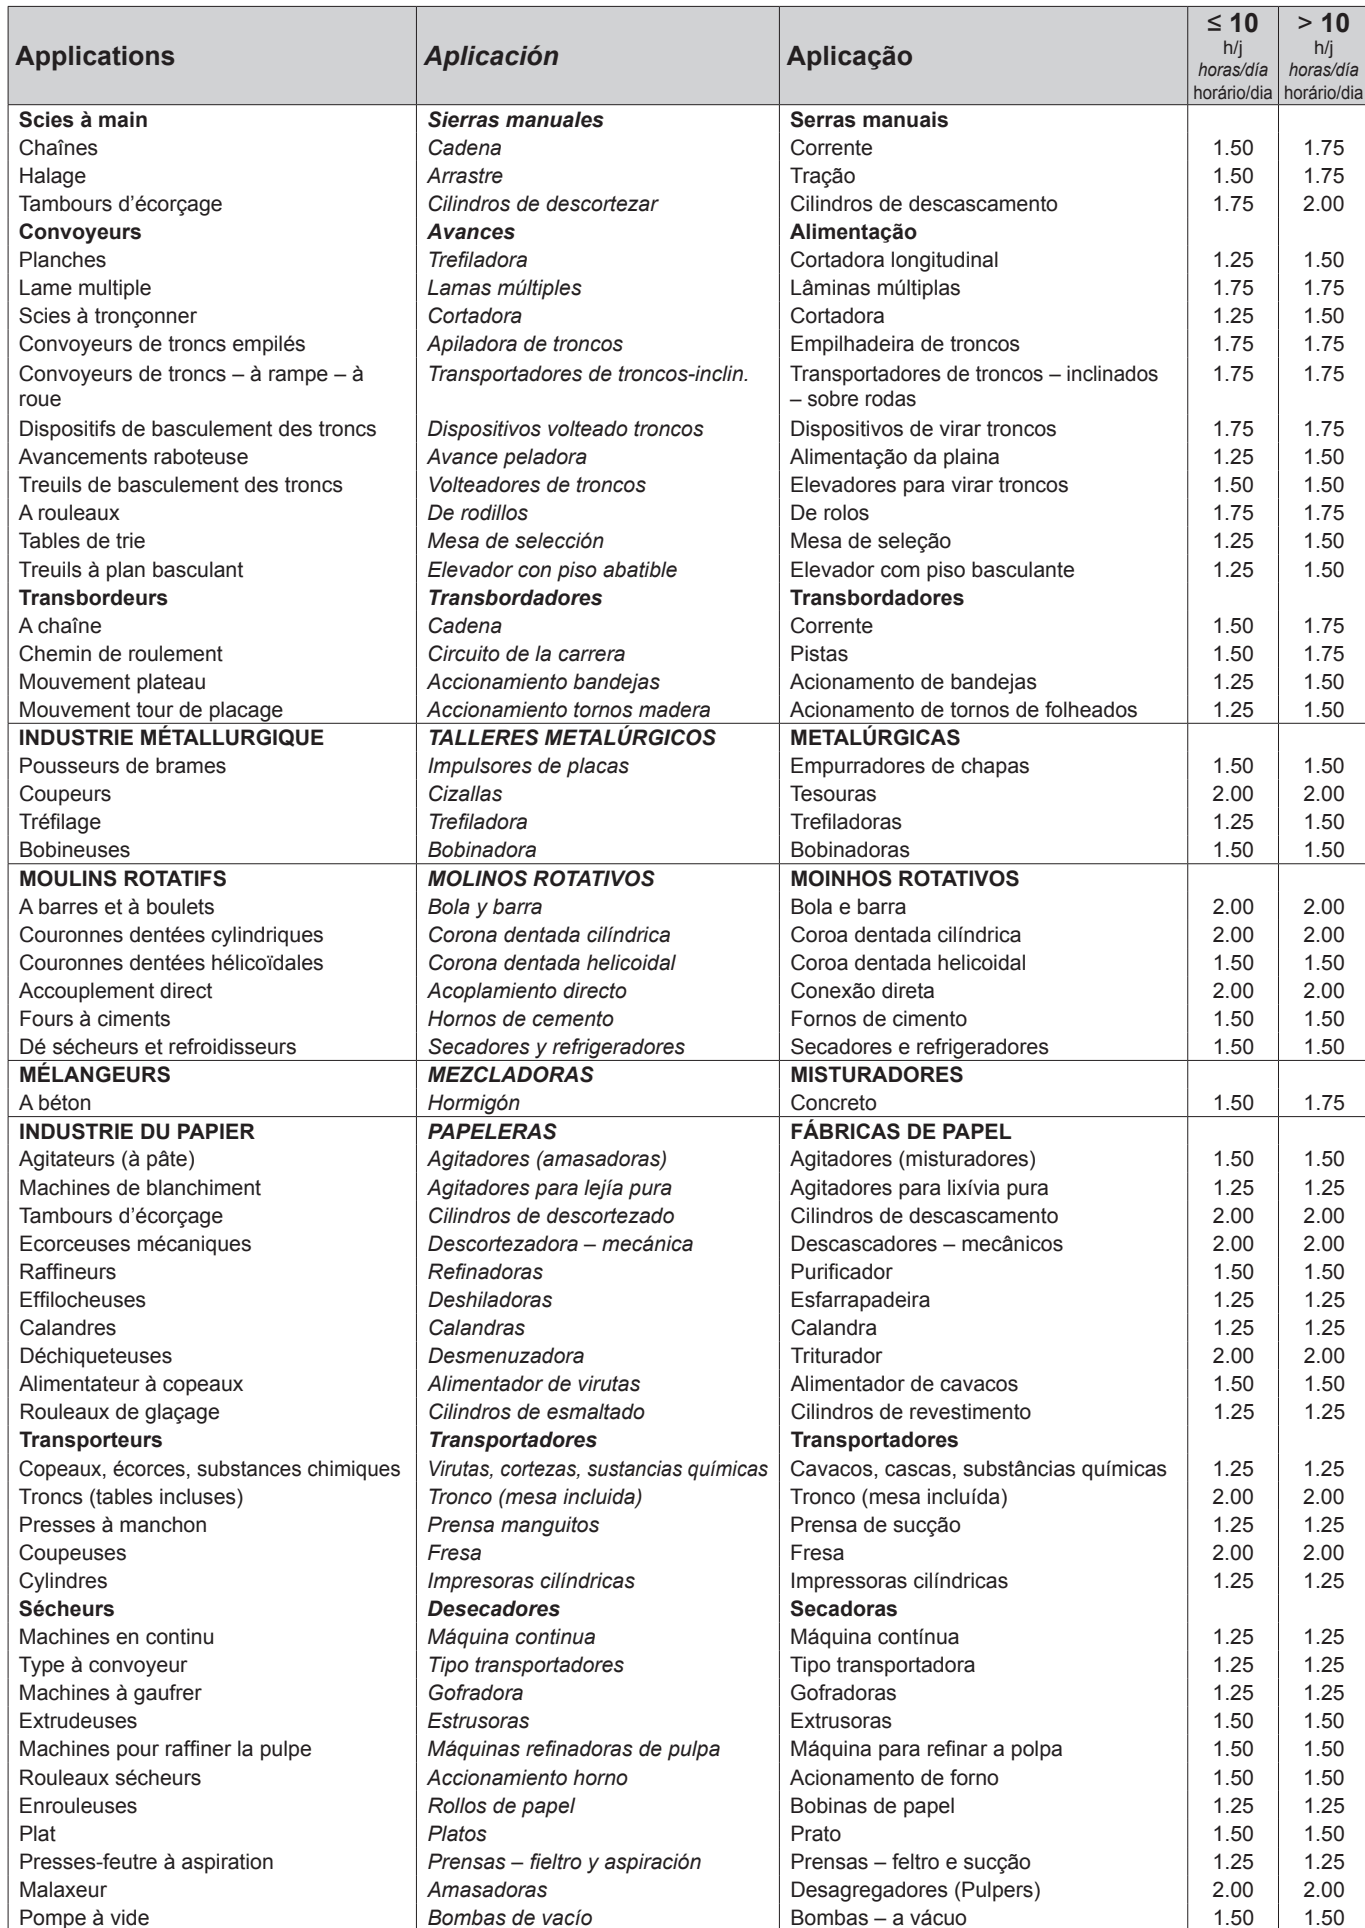 Applications Aplicación Aplicação ≤ 10 > 10
h/j h/j
horas/día horas/día
horário/dia horário/dia
Scies à main Sierras manuales Serras manuais
Chaînes Cadena Corrente 1.50 1.75
Halage Arrastre Tração 1.50 1.75
Tambours d’écorçage Cilindros de descortezar Cilindros de descascamento 1.75 2.00
Convoyeurs Avances Alimentação
Planches Trefiladora Cortadora longitudinal 1.25 1.50
Lame multiple Lamas múltiples Lâminas múltiplas 1.75 1.75
Scies à tronçonner Cortadora Cortadora 1.25 1.50
Convoyeurs de troncs empilés Apiladora de troncos Empilhadeira de troncos 1.75 1.75
Convoyeurs de troncs – à rampe – à Transportadores de troncos-inclin. Transportadores de troncos – inclinados 1.75 1.75
roue – sobre rodas
Dispositifs de basculement des troncs Dispositivos volteado troncos Dispositivos de virar troncos 1.75 1.75
Avancements raboteuse Avance peladora Alimentação da plaina 1.25 1.50
Treuils de basculement des troncs Volteadores de troncos Elevadores para virar troncos 1.50 1.50
A rouleaux De rodillos De rolos 1.75 1.75
Tables de trie Mesa de selección Mesa de seleção 1.25 1.50
Treuils à plan basculant Elevador con piso abatible Elevador com piso basculante 1.25 1.50
Transbordeurs Transbordadores Transbordadores
A chaîne Cadena Corrente 1.50 1.75
Chemin de roulement Circuito de la carrera Pistas 1.50 1.75
Mouvement plateau Accionamiento bandejas Acionamento de bandejas 1.25 1.50
Mouvement tour de placage Accionamiento tornos madera Acionamento de tornos de folheados 1.25 1.50
INDUSTRIE MÉTALLURGIQUE TALLERES METALÚRGICOS METALÚRGICAS
Pousseurs de brames Impulsores de placas Empurradores de chapas 1.50 1.50
Coupeurs Cizallas Tesouras 2.00 2.00
Tréfilage Trefiladora Trefiladoras 1.25 1.50
Bobineuses Bobinadora Bobinadoras 1.50 1.50
MOULINS ROTATIFS MOLINOS ROTATIVOS MOINHOS ROTATIVOS
A barres et à boulets Bola y barra Bola e barra 2.00 2.00
Couronnes dentées cylindriques Corona dentada cilíndrica Coroa dentada cilíndrica 2.00 2.00
Couronnes dentées hélicoïdales Corona dentada helicoidal Coroa dentada helicoidal 1.50 1.50
Accouplement direct Acoplamiento directo Conexão direta 2.00 2.00
Fours à ciments Hornos de cemento Fornos de cimento 1.50 1.50
Dé sécheurs et refroidisseurs Secadores y refrigeradores Secadores e refrigeradores 1.50 1.50
MÉLANGEURS MEZCLADORAS MISTURADORES
A béton Hormigón Concreto 1.50 1.75
INDUSTRIE DU PAPIER PAPELERAS FÁBRICAS DE PAPEL
Agitateurs (à pâte) Agitadores (amasadoras) Agitadores (misturadores) 1.50 1.50
Machines de blanchiment Agitadores para lejía pura Agitadores para lixívia pura 1.25 1.25
Tambours d’écorçage Cilindros de descortezado Cilindros de descascamento 2.00 2.00
Ecorceuses mécaniques Descortezadora – mecánica Descascadores – mecânicos 2.00 2.00
Raffineurs Refinadoras Purificador 1.50 1.50
Effilocheuses Deshiladoras Esfarrapadeira 1.25 1.25
Calandres Calandras Calandra 1.25 1.25
Déchiqueteuses Desmenuzadora Triturador 2.00 2.00
Alimentateur à copeaux Alimentador de virutas Alimentador de cavacos 1.50 1.50
Rouleaux de glaçage Cilindros de esmaltado Cilindros de revestimento 1.25 1.25
Transporteurs Transportadores Transportadores
Copeaux, écorces, substances chimiques Virutas, cortezas, sustancias químicas Cavacos, cascas, substâncias químicas 1.25 1.25
Troncs (tables incluses) Tronco (mesa incluida) Tronco (mesa incluída) 2.00 2.00
Presses à manchon Prensa manguitos Prensa de sucção 1.25 1.25
Coupeuses Fresa Fresa 2.00 2.00
Cylindres Impresoras cilíndricas Impressoras cilíndricas 1.25 1.25
Sécheurs Desecadores Secadoras
Machines en continu Máquina continua Máquina contínua 1.25 1.25
Type à convoyeur Tipo transportadores Tipo transportadora 1.25 1.25
Machines à gaufrer Gofradora Gofradoras 1.25 1.25
Extrudeuses Estrusoras Extrusoras 1.50 1.50
Machines pour raffiner la pulpe Máquinas refinadoras de pulpa Máquina para refinar a polpa 1.50 1.50
Rouleaux sécheurs Accionamiento horno Acionamento de forno 1.50 1.50
Enrouleuses Rollos de papel Bobinas de papel 1.25 1.25
Plat Platos Prato 1.50 1.50
Presses-feutre à aspiration Prensas – fieltro y aspiración Prensas – feltro e sucção 1.25 1.25
Malaxeur Amasadoras Desagregadores (Pulpers) 2.00 2.00
Pompe à vide Bombas de vacío Bombas – a vácuo 1.50 1.50